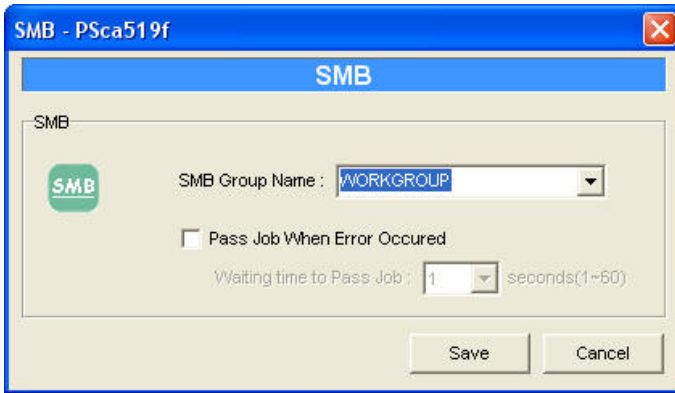 SMB - PSca519f
SMB
SMB
SMB
SMB Group Name : WORKGROUP
Pass Job When Error Occured
Waiting time to Pass Job : 1 seconds(1~60)
Save Cancel